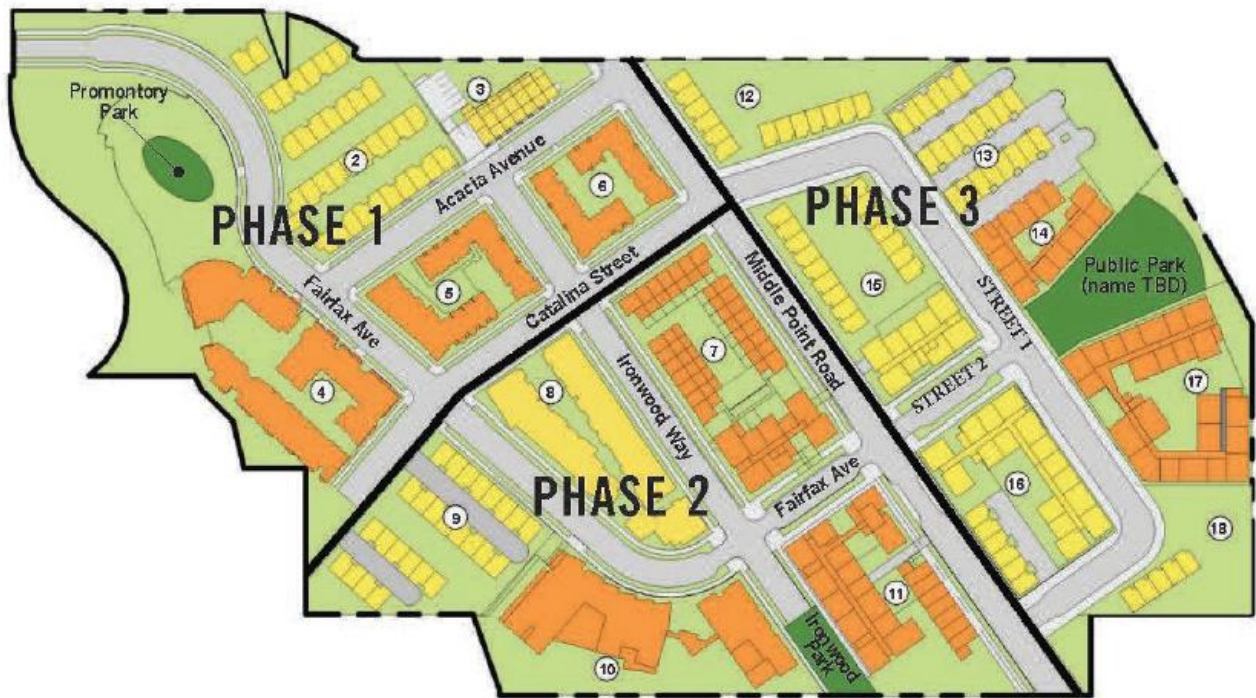 Promontory
Park
3
12
2
13
Acacia Avenue
6
PHASE 1
PHASE 3
14
Public Park
(name TBD)
Fairfax Ave
5
Catalina Street
Middle Point Road
15
STREET 1
7
4
8
Ironwood Way
STREET 2
17
PHASE 2
16
9
Fairfax Ave
18
11
10
Ironwood
Park